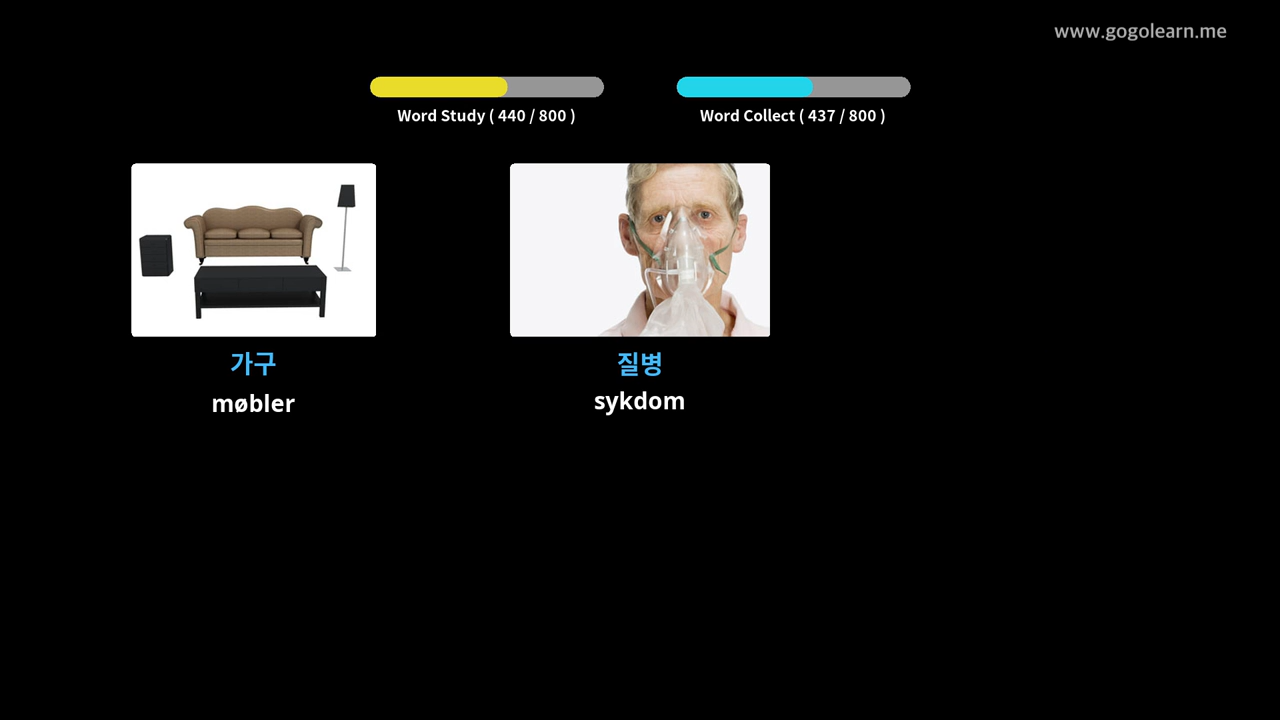 www.gogolearn.me
Word Study ( 440 / 800 )
Word Collect ( 437 / 800 )
가구
møbler
질병
sykdom